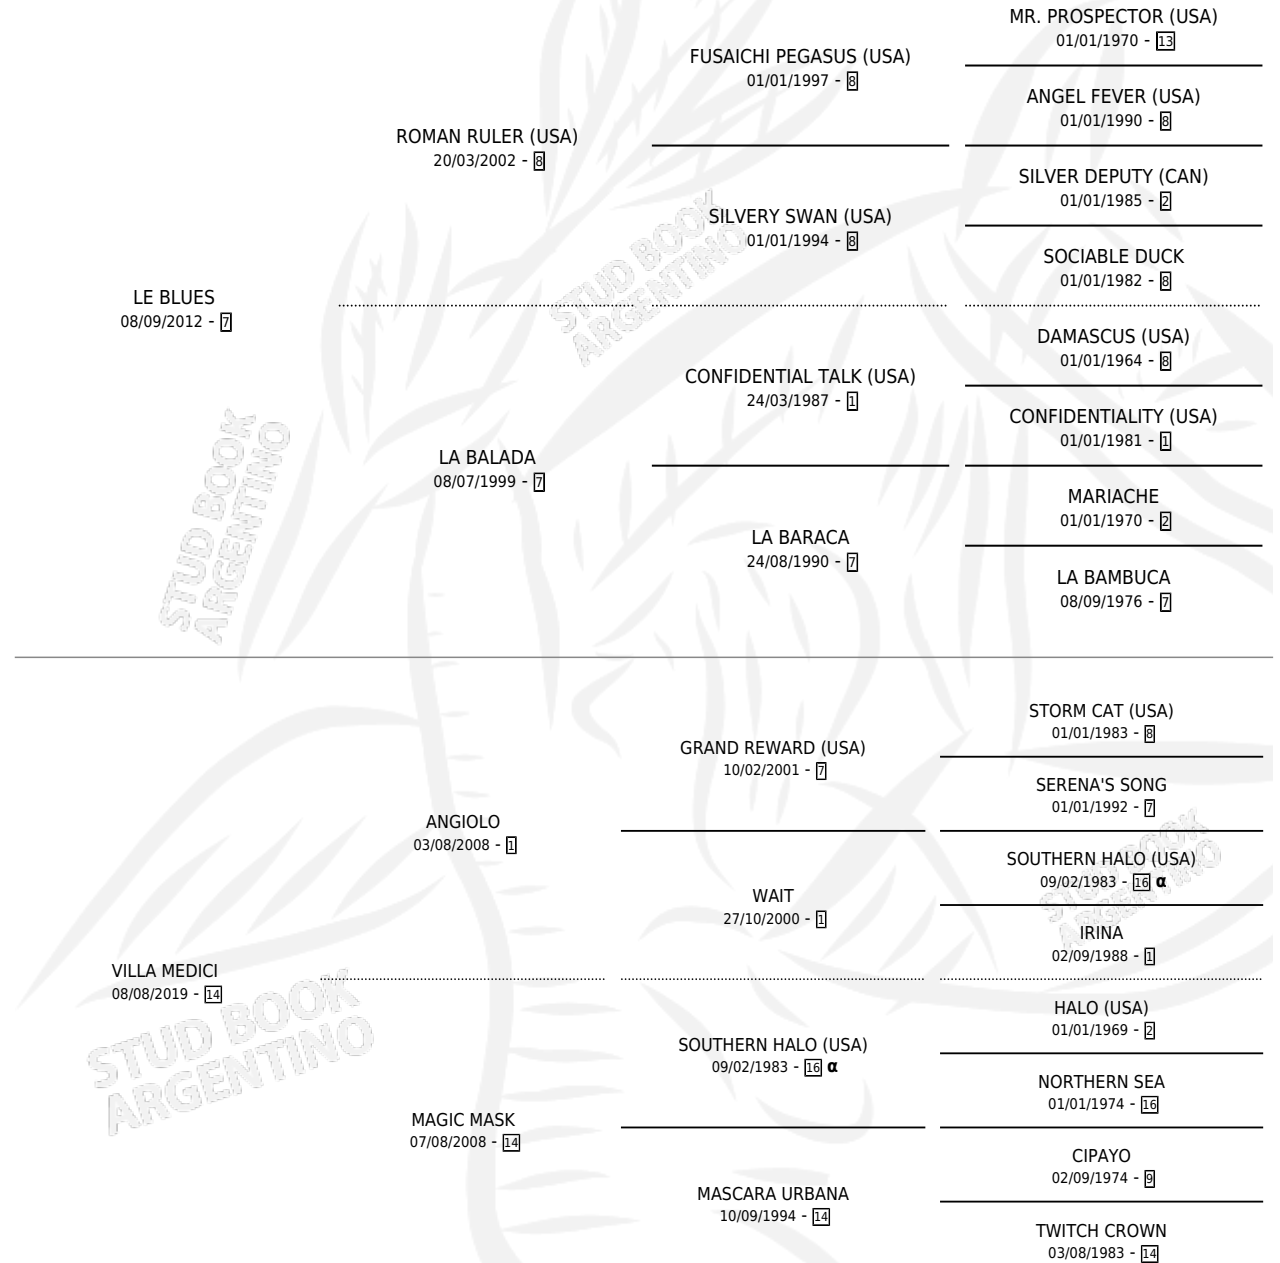 MR. PROSPECTOR (USA)
01/01/1970 - 13
FUSAICHI PEGASUS (USA)
01/01/1997 - 8
ANGEL FEVER (USA)
01/01/1990 - 8
ROMAN RULER (USA)
20/03/2002 - 8
SILVER DEPUTY (CAN)
01/01/1985 - 2
SILVERY SWAN (USA)
01/01/1994 - 8
SOCIABLE DUCK
01/01/1982 - 8
LE BLUES
08/09/2012 - 7
DAMASCUS (USA)
01/01/1964 - 8
CONFIDENTIAL TALK (USA)
24/03/1987 - 1
CONFIDENTIALITY (USA)
01/01/1981 - 1
LA BALADA
08/07/1999 - 7
MARIACHE
01/01/1970 - 2
LA BARACA
24/08/1990 - 7
LA BAMBUCA
08/09/1976 - 7
STORM CAT (USA)
01/01/1983 - 8
GRAND REWARD (USA)
10/02/2001 - 7
SERENA'S SONG
01/01/1992 - 7
ANGIOLO
03/08/2008 - 1
SOUTHERN HALO (USA)
09/02/1983 - 16 α
WAIT
27/10/2000 - 1
IRINA
02/09/1988 - 1
VILLA MEDICI
08/08/2019 - 14
HALO (USA)
01/01/1969 - 2
SOUTHERN HALO (USA)
09/02/1983 - 16 α
NORTHERN SEA
01/01/1974 - 16
MAGIC MASK
07/08/2008 - 14
CIPAYO
02/09/1974 - 9
MASCARA URBANA
10/09/1994 - 14
TWITCH CROWN
03/08/1983 - 14
STUD BOOK
ARGENTINO
STUD BOOK
ARGENTINO
STUD BOOK
ARGENTINO
STUD BOOK
ARGENTINO